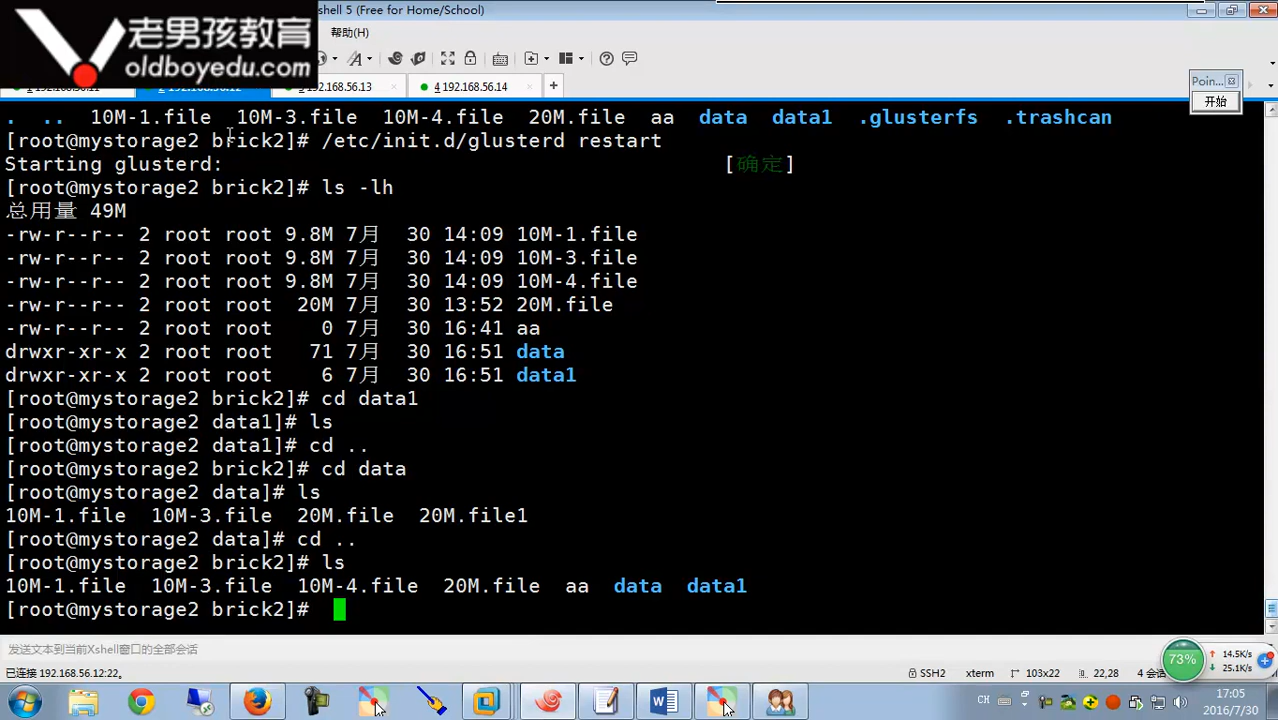 shell 5 (Free for Home/School)
老男孩教育
oldboyedu.com
帮助(H)
3 192.168.56.13
4 192.168.56.14
Poin...
开始
. .. 10M-1.file 10M-3.file 10M-4.file 20M.file aa data data1 .glusterfs .trashcan
[root@mystorage2 brick2]# /etc/init.d/glusterd restart
Starting glusterd: [确定]
[root@mystorage2 brick2]# ls -lh
总用量 49M
-rw-r--r-- 2 root root 9.8M 7月 30 14:09 10M-1.file
-rw-r--r-- 2 root root 9.8M 7月 30 14:09 10M-3.file
-rw-r--r-- 2 root root 9.8M 7月 30 14:09 10M-4.file
-rw-r--r-- 2 root root 20M 7月 30 13:52 20M.file
-rw-r--r-- 2 root root 0 7月 30 16:41 aa
drwxr-xr-x 2 root root 71 7月 30 16:51 data
drwxr-xr-x 2 root root 6 7月 30 16:51 data1
[root@mystorage2 brick2]# cd data1
[root@mystorage2 data1]# ls
[root@mystorage2 data1]# cd ..
[root@mystorage2 brick2]# cd data
[root@mystorage2 data]# ls
10M-1.file 10M-3.file 20M.file 20M.file1
[root@mystorage2 data]# cd ..
[root@mystorage2 brick2]# ls
10M-1.file 10M-3.file 10M-4.file 20M.file aa data data1
[root@mystorage2 brick2]#
发送文本到当前Xshell窗口的全部会话
已连接 192.168.56.12:22。
SSH2
xterm
103x22
22,28
4 会
73%
14.5K/s
25.1K/s
CH
17:05
2016/7/30